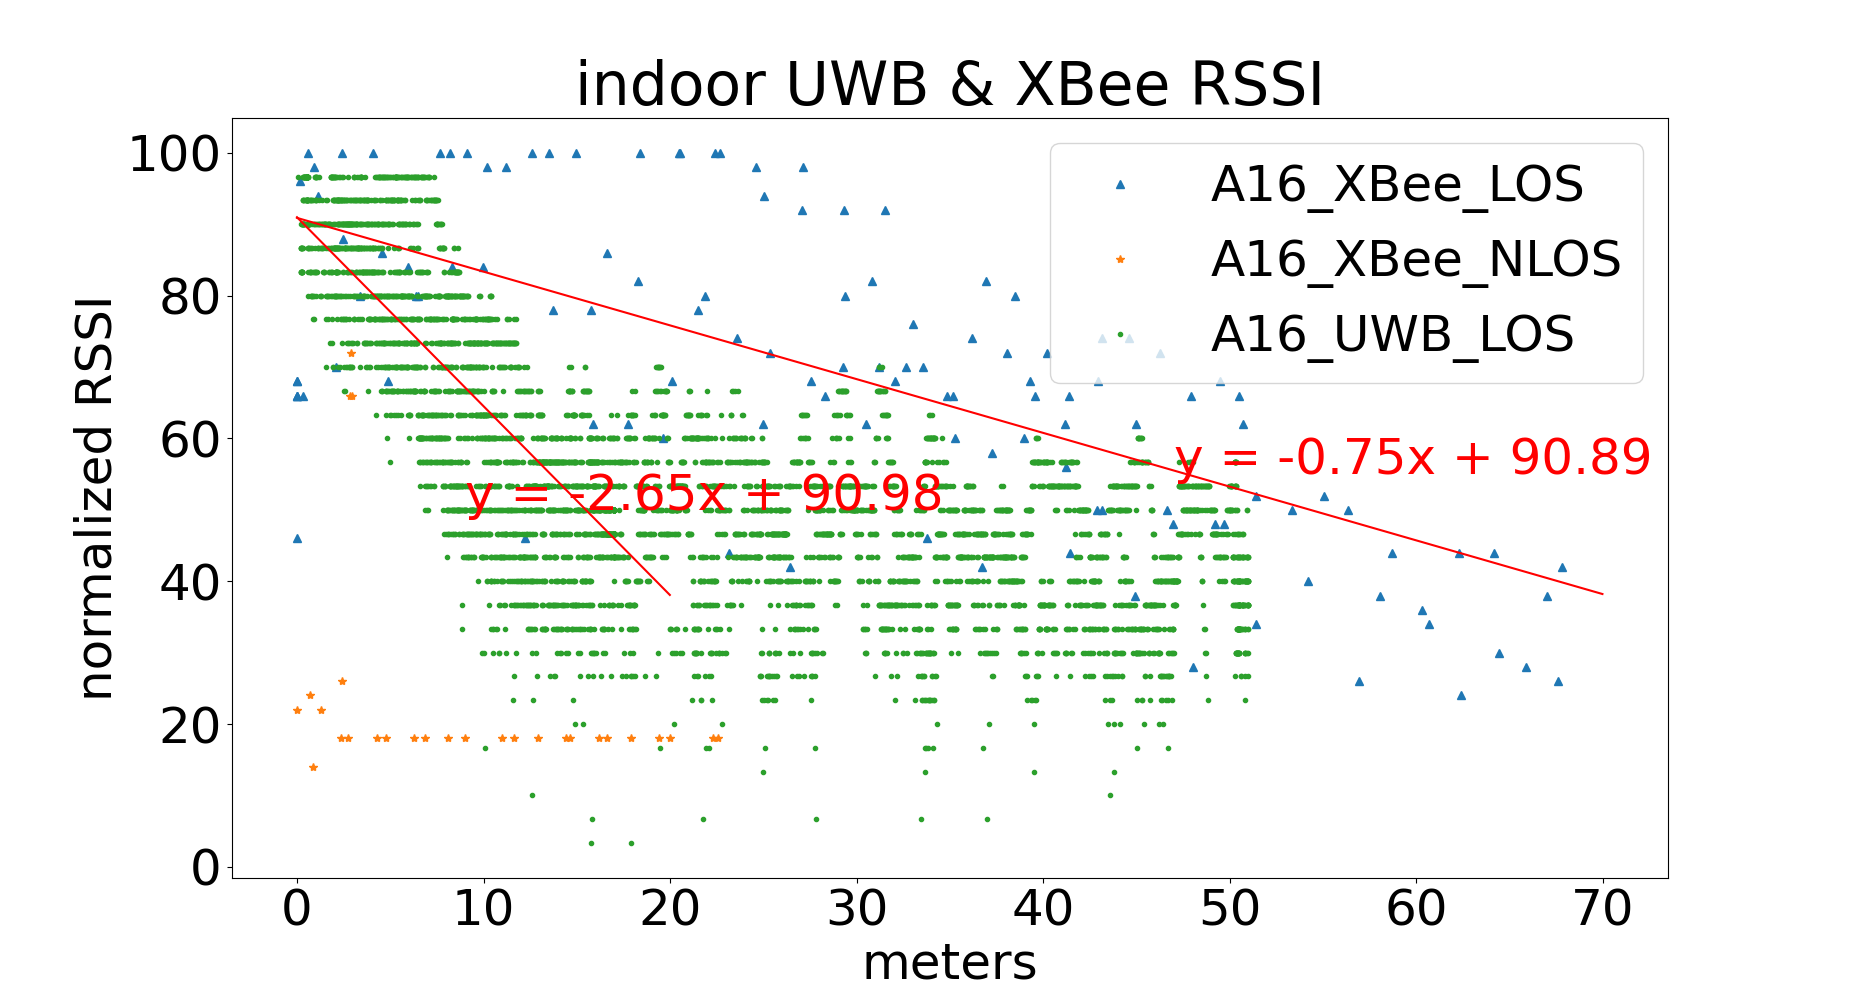 indoor UWB & XBee RSSI
normalized RSSI
100
80
60
40
20
0
A16_XBee_LOS
A16_XBee_NLOS
A16_UWB_LOS
y = -0.75x + 90.89
y = -2.65x + 90.98
0 10 20 30 40 50 60 70
meters